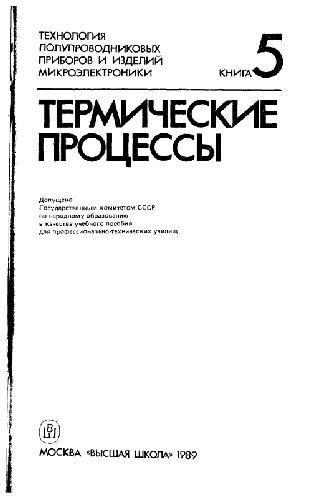 ТЕХНОЛОГИЯ
ПОЛУПРОВОДНИКОВЫХ
ПРИБОРОВ И ИЗДЕЛИЙ
МИКРОЭЛЕКТРОНИКИ
КНИГА 5
ТЕРМИЧЕСКИЕ
ПРОЦЕССЫ
Допущено
Государственным комитетом СССР
по народному образованию
в качестве учебного пособия
для профессионально-технических училищ
МОСКВА «ВЫСШАЯ ШКОЛА» 1989